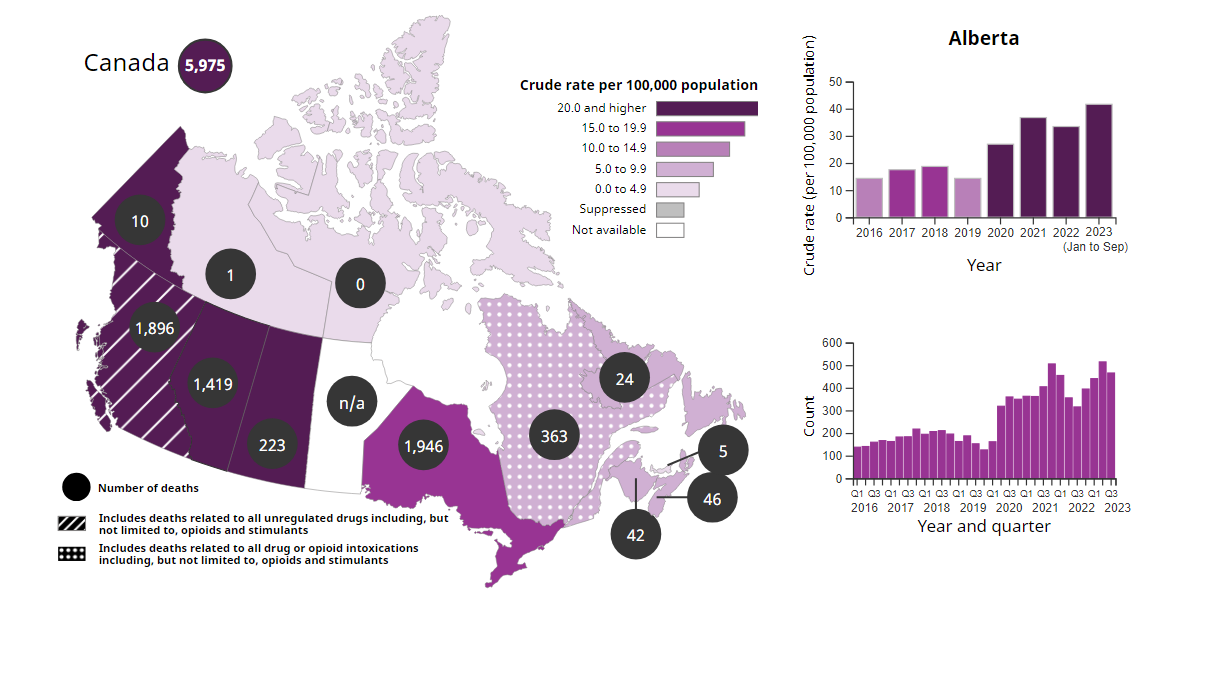 Canada 5,975
Crude rate per 100,000 population
20.0 and higher
15.0 to 19.9
10.0 to 14.9
5.0 to 9.9
0.0 to 4.9
Suppressed
Not available
10
1
0
1,896
1,419
223
n/a
1,946
363
24
5
46
42
Number of deaths
Includes deaths related to all unregulated drugs including, but
not limited to, opioids and stimulants
Includes deaths related to all drug or opioid intoxications
including, but not limited to, opioids and stimulants
Alberta
Crude rate (per 100,000 population)
50
40
30
20
10
0
2016 2017 2018 2019 2020 2021 2022 2023
(Jan to Sep)
Year
Count
600
500
400
300
200
100
0
Q1 Q3 Q1 Q3 Q1 Q3 Q1 Q3 Q1 Q3 Q1 Q3 Q1 Q3 Q1 Q3
2016 2017 2018 2019 2020 2021 2022 2023
Year and quarter